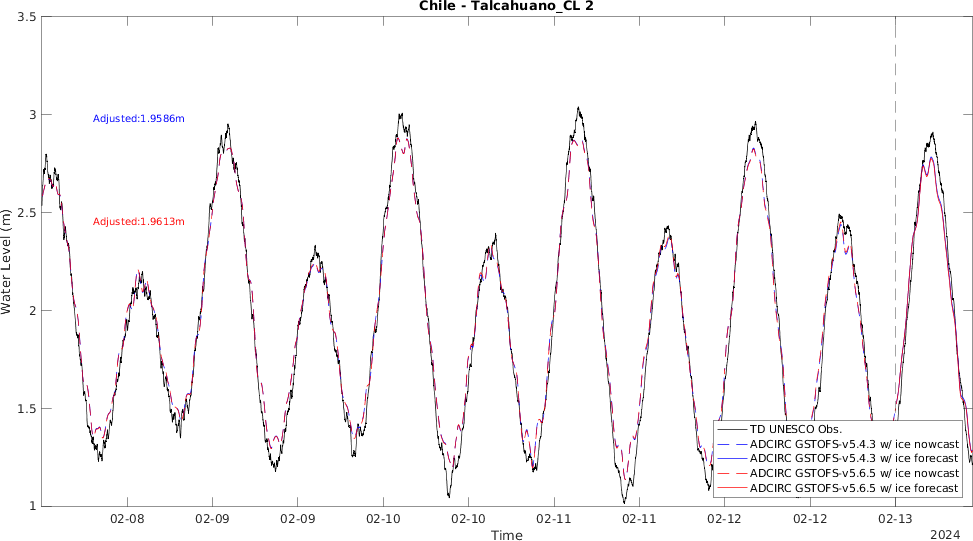 Chile - Talcahuano_CL 2
3.5
3
2.5
2
1.5
1
Water Level (m)
Adjusted:1.9586m
Adjusted:1.9613m
TD UNESCO Obs.
ADCIRC GSTOFS-v5.4.3 w/ ice nowcast
ADCIRC GSTOFS-v5.4.3 w/ ice forecast
ADCIRC GSTOFS-v5.6.5 w/ ice nowcast
ADCIRC GSTOFS-v5.6.5 w/ ice forecast
02-08 02-09 02-09 02-10 02-10 02-11 02-11 02-12 02-12 02-13
Time
2024